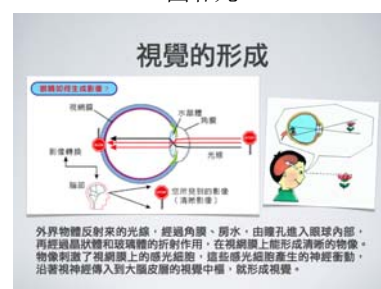 視覺的形成
眼睛如何生成影像？
視網膜
水晶體
角膜
影像轉換
光線
腦部
您所見到的影像
（清晰影像）
外界物體反射來的光線，經過角膜、房水，由瞳孔進入眼球內部，
再經過晶狀體和玻璃體的折射作用，在視網膜上能形成清晰的物像。
物像刺激了視網膜上的感光細胞，這些感光細胞產生的神經衝動，
沿著視神經傳入到大腦皮層的視覺中樞，就形成視覺。